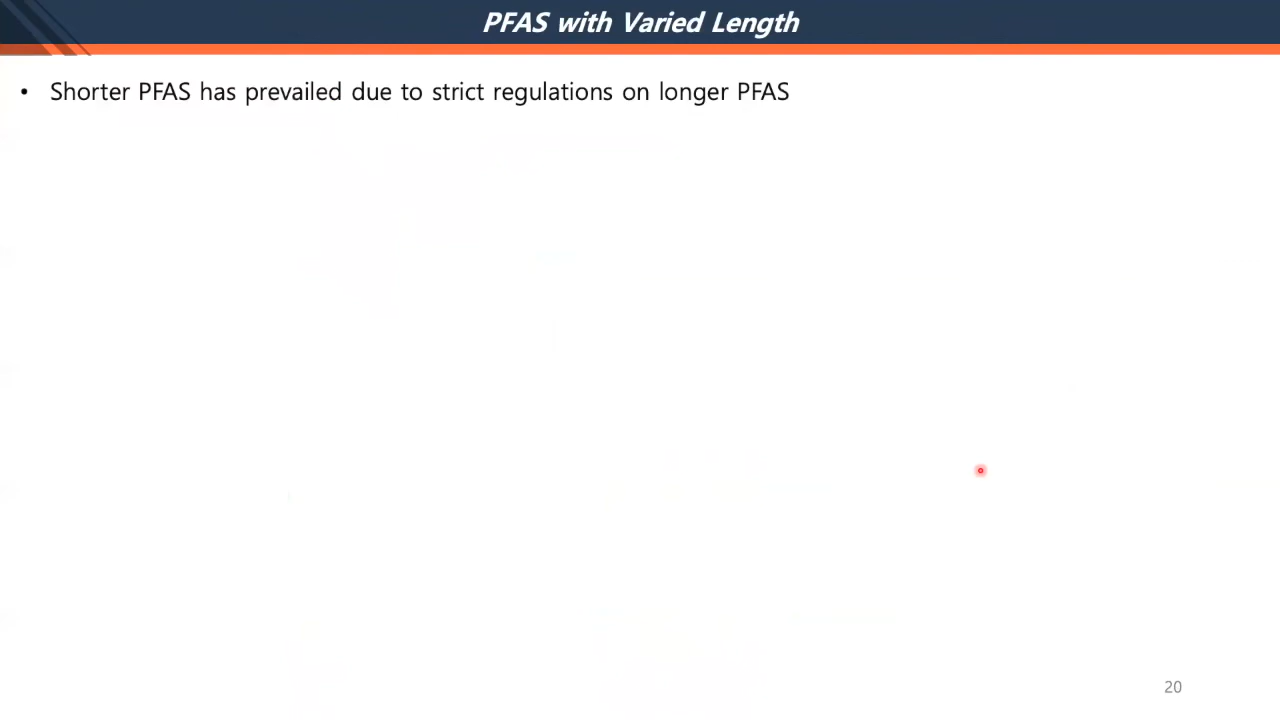 PFAS with Varied Length
• Shorter PFAS has prevailed due to strict regulations on longer PFAS
20